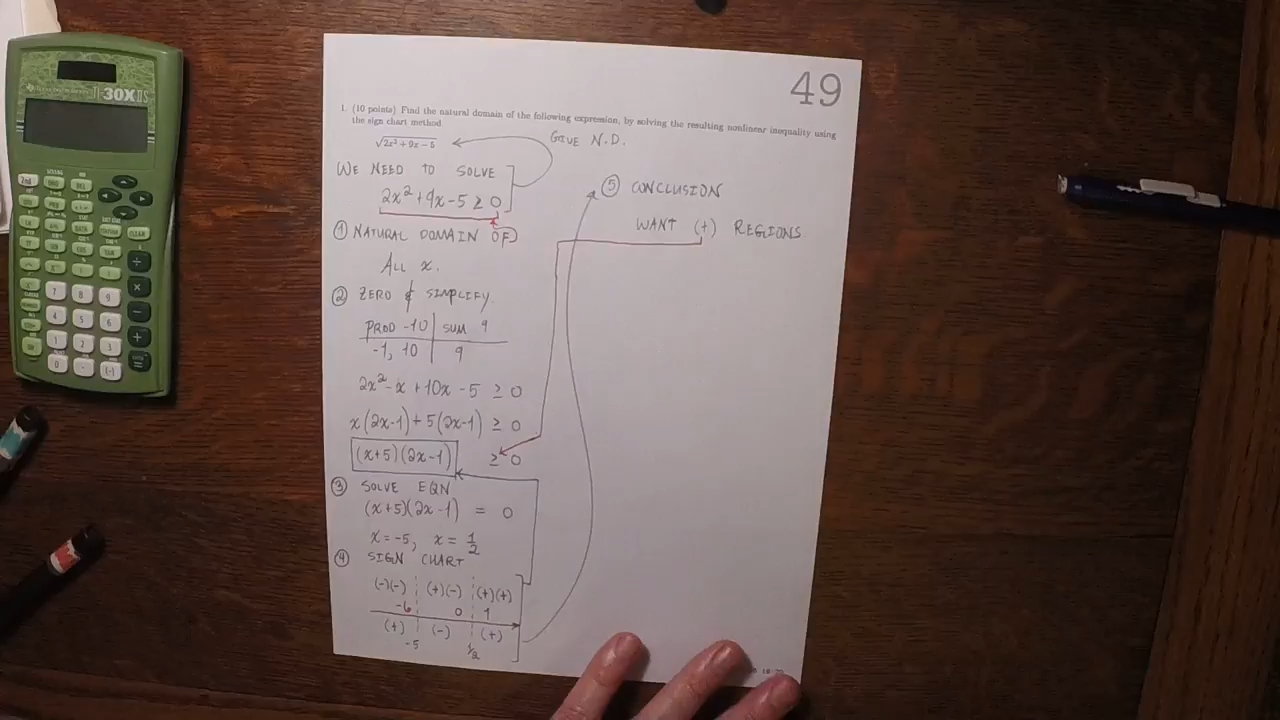 TI-30X IIS
49
1. (10 points) Find the natural domain of the following expression, by solving the resulting nonlinear inequality using
the sign chart method.
√2x² + 9x − 5
GIVE N.D.
WE NEED TO SOLVE
2x² + 9x - 5 ≥ 0
① NATURAL DOMAIN OF
ALL x.
② ZERO & SIMPLIFY.
PROD -10 | SUM 9
-1, 10 | 9
2x² - x + 10x - 5 ≥ 0
x(2x-1) + 5(2x-1) ≥ 0
(x+5)(2x-1) ≥ 0
③ SOLVE EQN
(x+5)(2x-1) = 0
x = -5, x = 1/2
④ SIGN CHART
(-)(-) (+)(-) (+)(+)
-6 0 1
(+) (-) (+)
-5 1/2
⑤ CONCLUSION
WANT (+) REGIONS